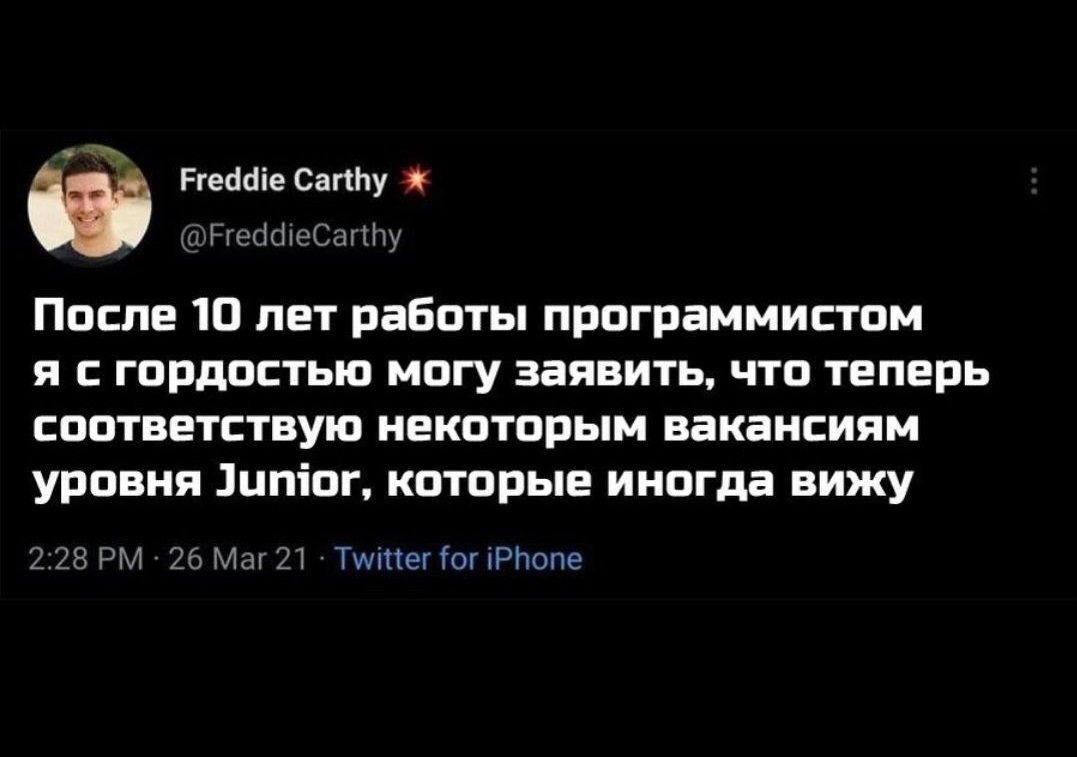 Freddie Carthy 💥
@FreddieCarthy
После 10 лет работы программистом
я с гордостью могу заявить, что теперь
соответствую некоторым вакансиям
уровня Junior, которые иногда вижу
2:28 PM · 26 Mar 21 · Twitter for iPhone